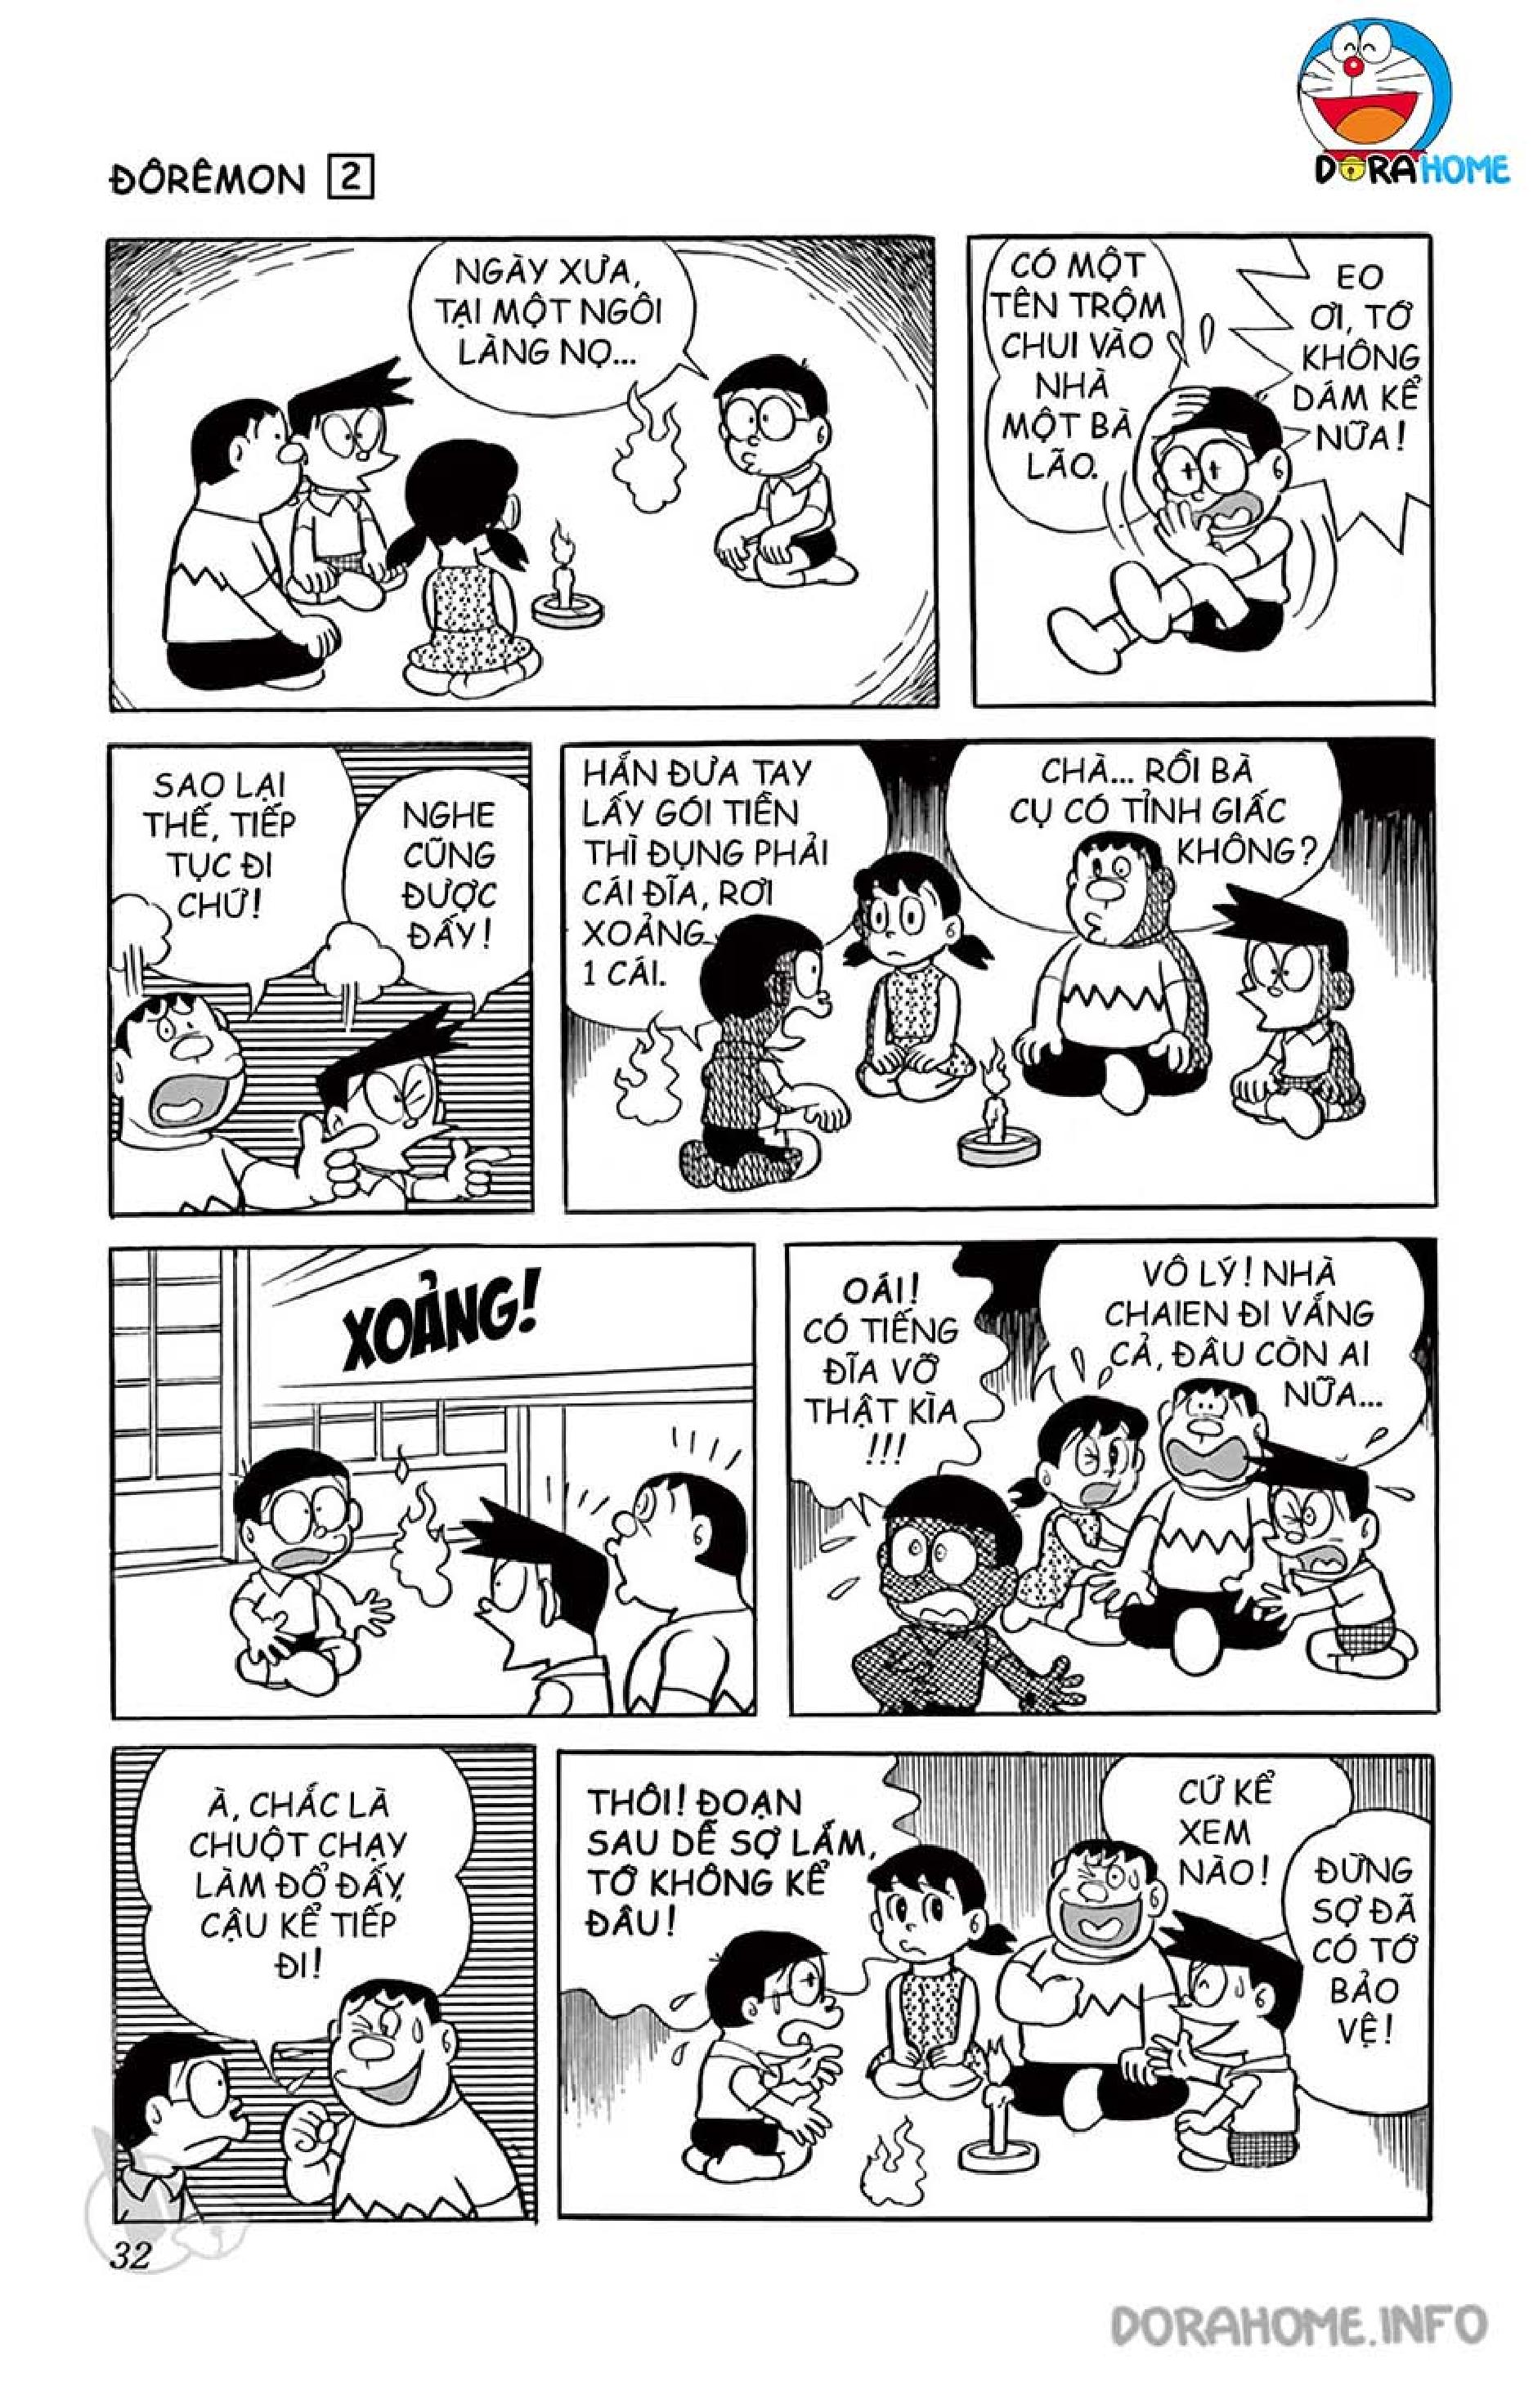 DORAHOME
ĐÔRÊMON 2
NGÀY XƯA,
TẠI MỘT NGÔI
LÀNG NỌ...
CÓ MỘT
TÊN TRỘM
CHUI VÀO
NHÀ
MỘT BÀ
LÃO.
EO
ƠI, TỚ
KHÔNG
DÁM KỂ
NỮA!
SAO LẠI
THẾ, TIẾP
TỤC ĐI
CHỨ!
NGHE
CŨNG
ĐƯỢC
ĐẤY!
HẮN ĐƯA TAY
LẤY GÓI TIỀN
THÌ ĐỤNG PHẢI
CÁI ĐĨA, RƠI
XOẢNG
1 CÁI.
CHÀ... RỒI BÀ
CỤ CÓ TỈNH GIẤC
KHÔNG?
XOẢNG!
OÁI!
CÓ TIẾNG
ĐĨA VỠ
THẬT KÌA
!!!
VÔ LÝ! NHÀ
CHAIEN ĐI VẮNG
CẢ, ĐÂU CÒN AI
NỮA...
À, CHẮC LÀ
CHUỘT CHẠY
LÀM ĐỔ ĐẤY,
CẬU KỂ TIẾP
ĐI!
THÔI! ĐOẠN
SAU DỄ SỢ LẮM,
TỚ KHÔNG KỂ
ĐÂU!
CỨ KỂ
XEM
NÀO!
ĐỪNG
SỢ ĐÃ
CÓ TỚ
BẢO
VỆ!
32
DORAHOME.INFO